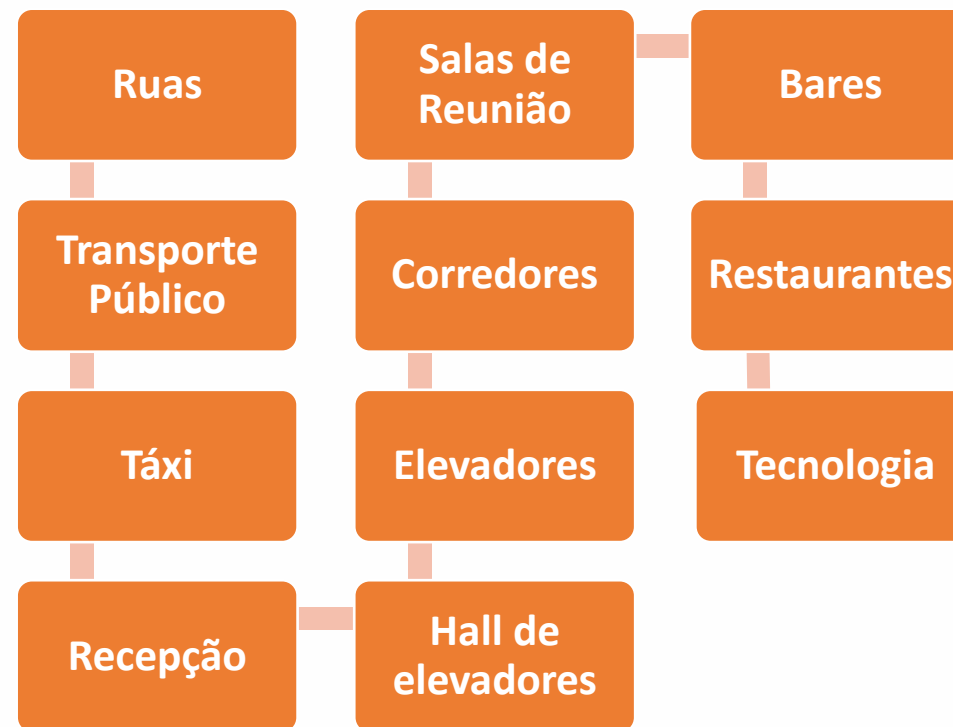 Ruas
Transporte
Público
Táxi
Recepção
Hall de
elevadores
Elevadores
Corredores
Salas de
Reunião
Bares
Restaurantes
Tecnologia